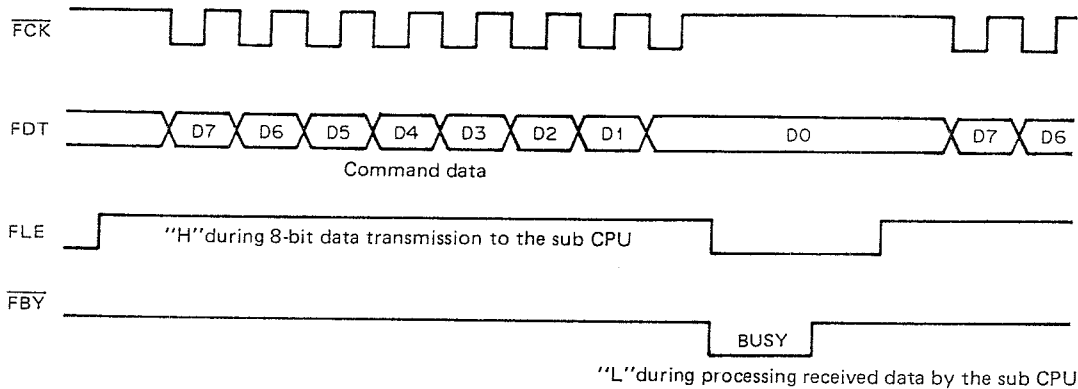 FCK
FDT D7 D6 D5 D4 D3 D2 D1 D0 D7 D6
Command data
FLE "H"during 8-bit data transmission to the sub CPU
FBY
BUSY
"L"during processing received data by the sub CPU